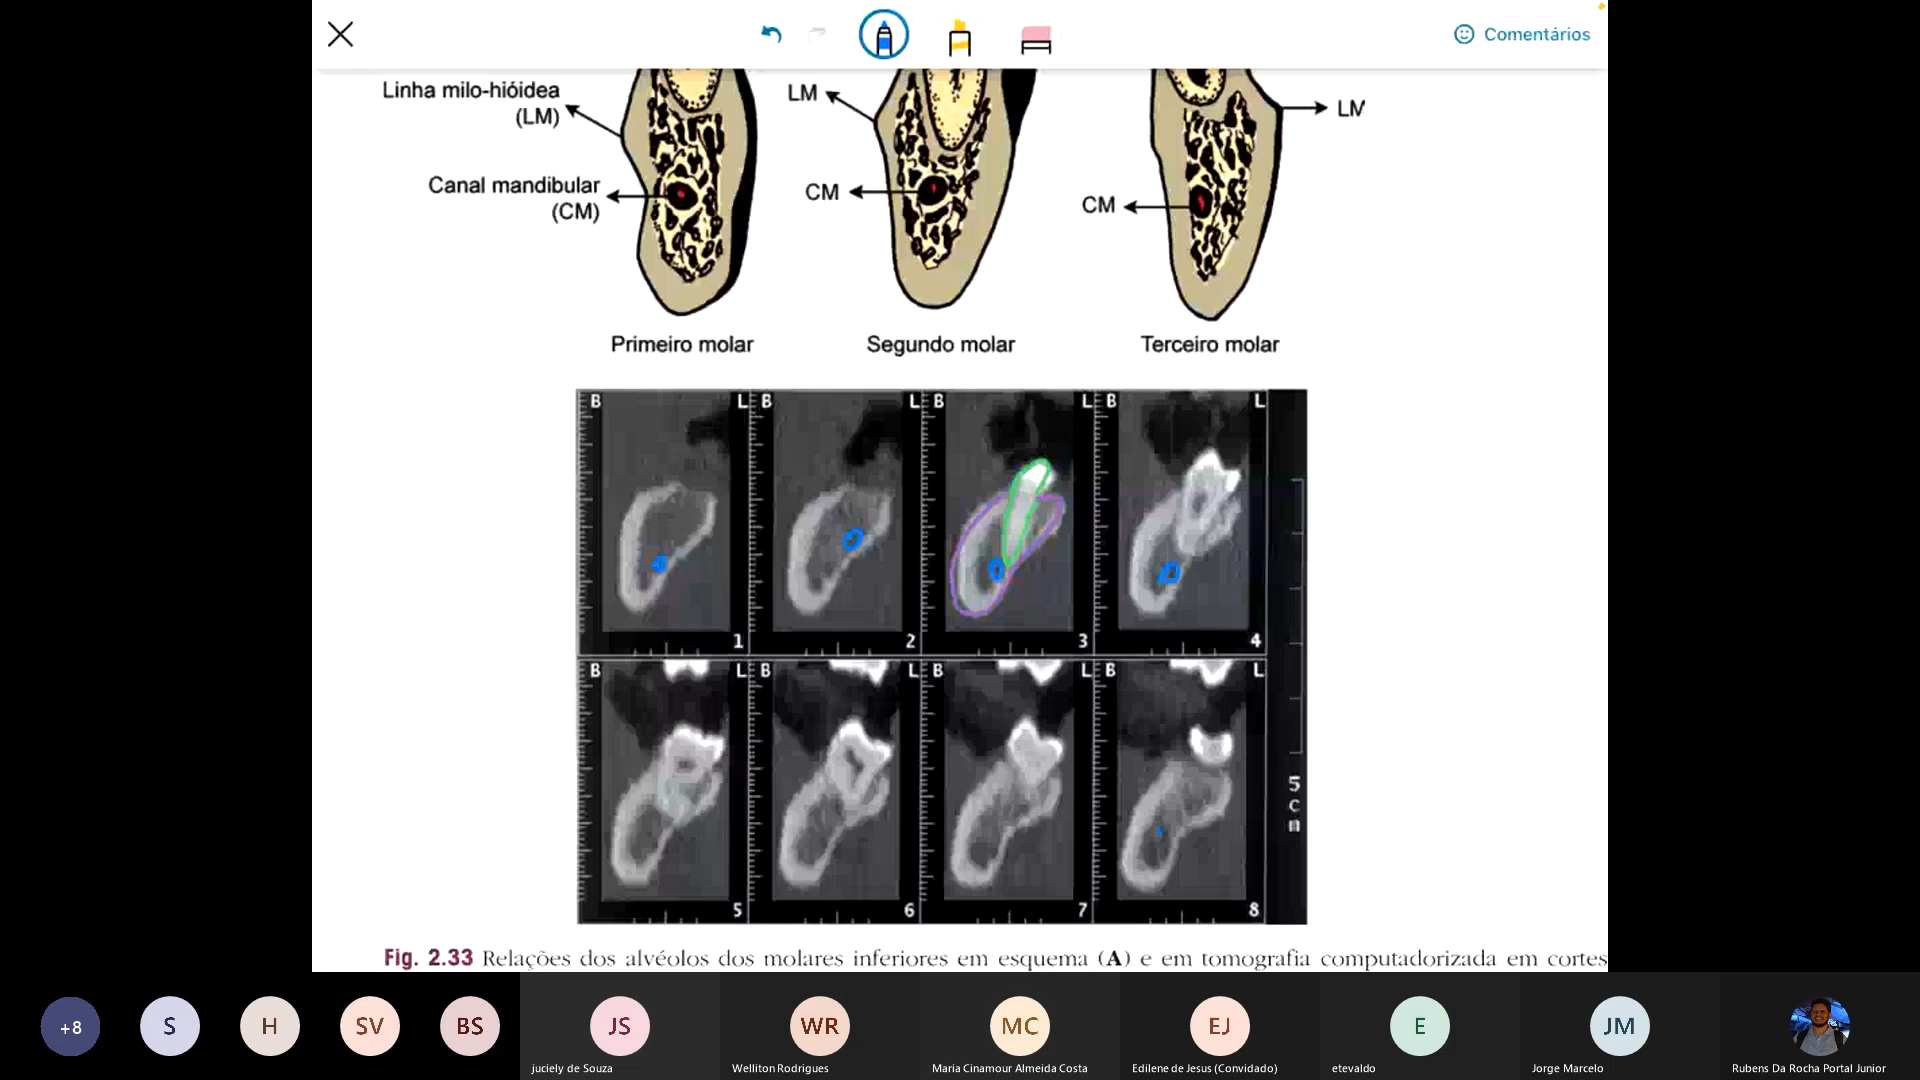 Comentários
Linha milo-hióidea
(LM)
LM
LM
Canal mandibular
(CM)
CM
CM
Primeiro molar
Segundo molar
Terceiro molar
B L B L B L B L
1 2 3 4
B L B L B L B L
5 cm
5 6 7 8
Fig. 2.33 Relações dos alvéolos dos molares inferiores em esquema (A) e em tomografia computadorizada em cortes
+8 S H SV BS JS WR MC EJ E JM
juciely de Souza
Welliton Rodrigues
Maria Cinamour Almeida Costa
Edilene de Jesus (Convidado)
etevaldo
Jorge Marcelo
Rubens Da Rocha Portal Junior